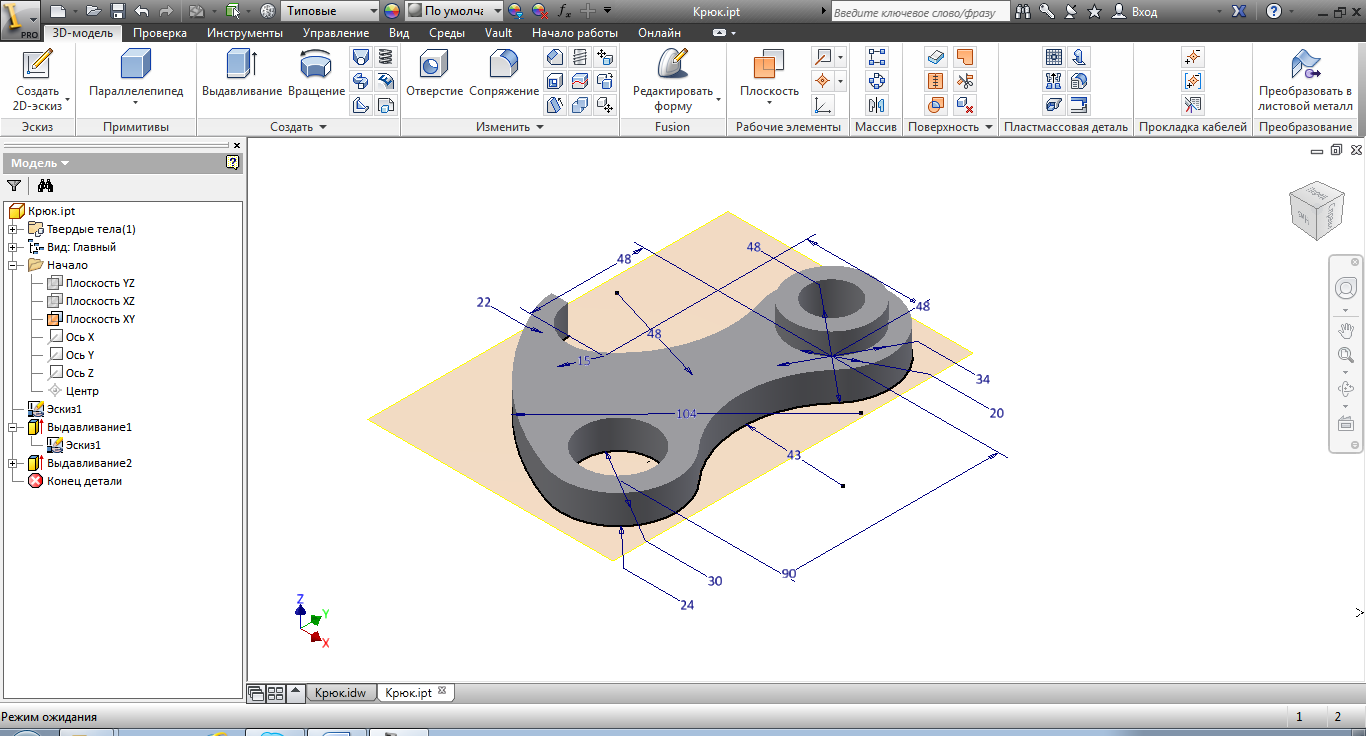 PRO
Типовые
По умолча
Крюк.ipt
Введите ключевое слово/фразу
Вход
3D-модель Проверка Инструменты Управление Вид Среды Vault Начало работы Онлайн
Создать
2D-эскиз
Параллелепипед
Выдавливание
Вращение
Отверстие
Сопряжение
Редактировать
форму
Плоскость
Преобразовать в
листовой металл
Эскиз
Примитивы
Создать
Изменить
Fusion
Рабочие элементы
Массив
Поверхность
Пластмассовая деталь
Прокладка кабелей
Преобразование
Модель
Крюк.ipt
Твердые тела(1)
Вид: Главный
Начало
Плоскость YZ
Плоскость XZ
Плоскость XY
Ось X
Ось Y
Ось Z
Центр
Эскиз1
Выдавливание1
Эскиз1
Выдавливание2
Конец детали
48
48
22
48
48
15
34
20
104
43
90
30
24
Z
Y
X
Крюк.idw
Крюк.ipt
Режим ожидания
1
2